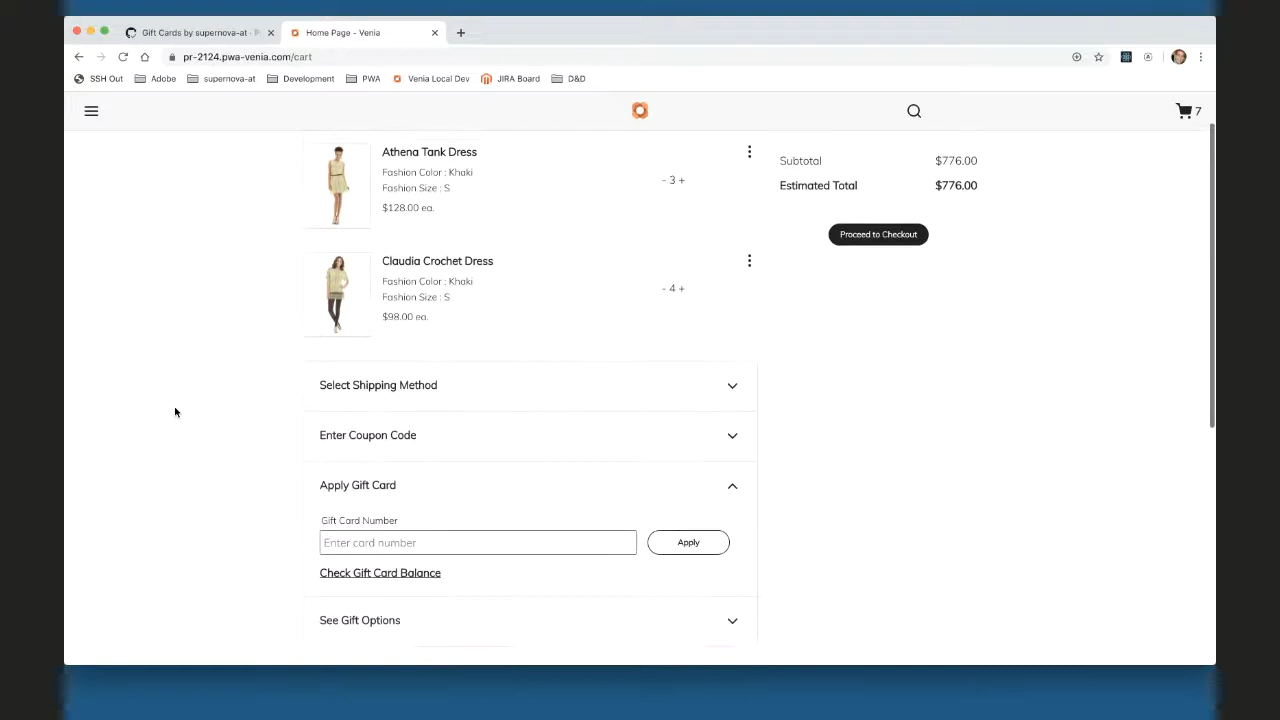 Gift Cards by supernova-at · P
Home Page - Venia
pr-2124.pwa-venia.com/cart
SSH Out
Adobe
supernova-at
Development
PWA
Venia Local Dev
JIRA Board
D&D
7
Athena Tank Dress
Fashion Color : Khaki
Fashion Size : S
$128.00 ea.
- 3 +
Subtotal $776.00
Estimated Total $776.00
Proceed to Checkout
Claudia Crochet Dress
Fashion Color : Khaki
Fashion Size : S
$98.00 ea.
- 4 +
Select Shipping Method
Enter Coupon Code
Apply Gift Card
Gift Card Number
Enter card number
Apply
Check Gift Card Balance
See Gift Options